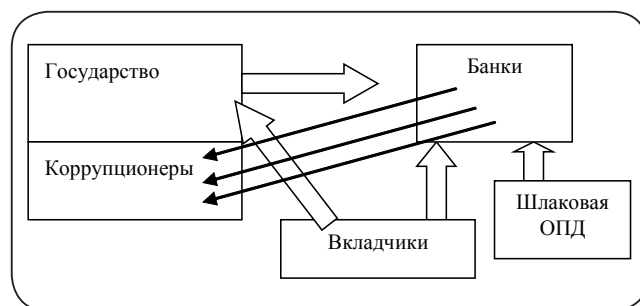 Государство
Банки
Коррупционеры
Вкладчики
Шлаковая
ОПД